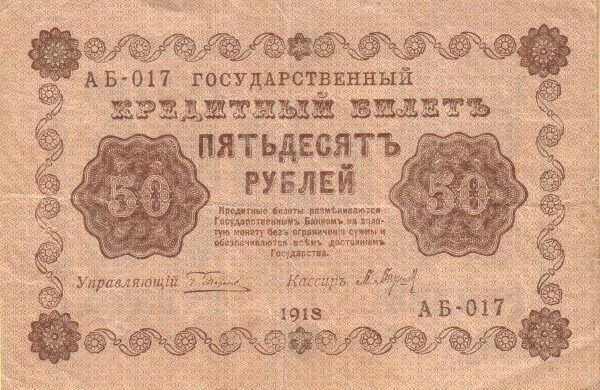 АБ-017 ГОСУДАРСТВЕННЫЙ
КРЕДИТНЫЙ БИЛЕТЪ
ПЯТЬДЕСЯТЪ
РУБЛЕЙ
50
50
Кредитные билеты размѣниваются
Государственнымъ Банкомъ на золо-
тую монету безъ ограниченія суммы и
обезпечиваются всѣмъ достояніемъ
Государства.
Управляющій
Кассиръ
1918
АБ-017